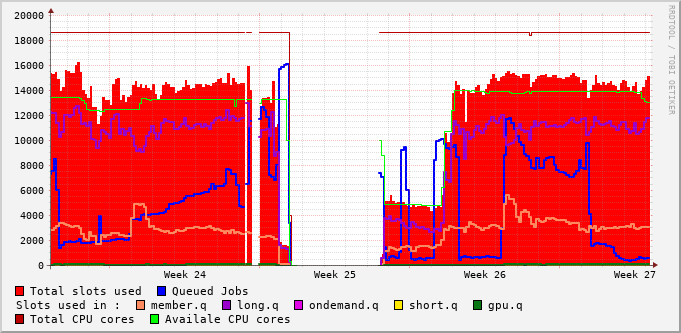 20000
18000
16000
14000
12000
10000
8000
6000
4000
2000
0
Week 24 Week 25 Week 26 Week 27
RRDTOOL / TOBI OETIKER
Total slots used Queued Jobs
Slots used in : member.q long.q ondemand.q short.q gpu.q
Total CPU cores Availale CPU cores